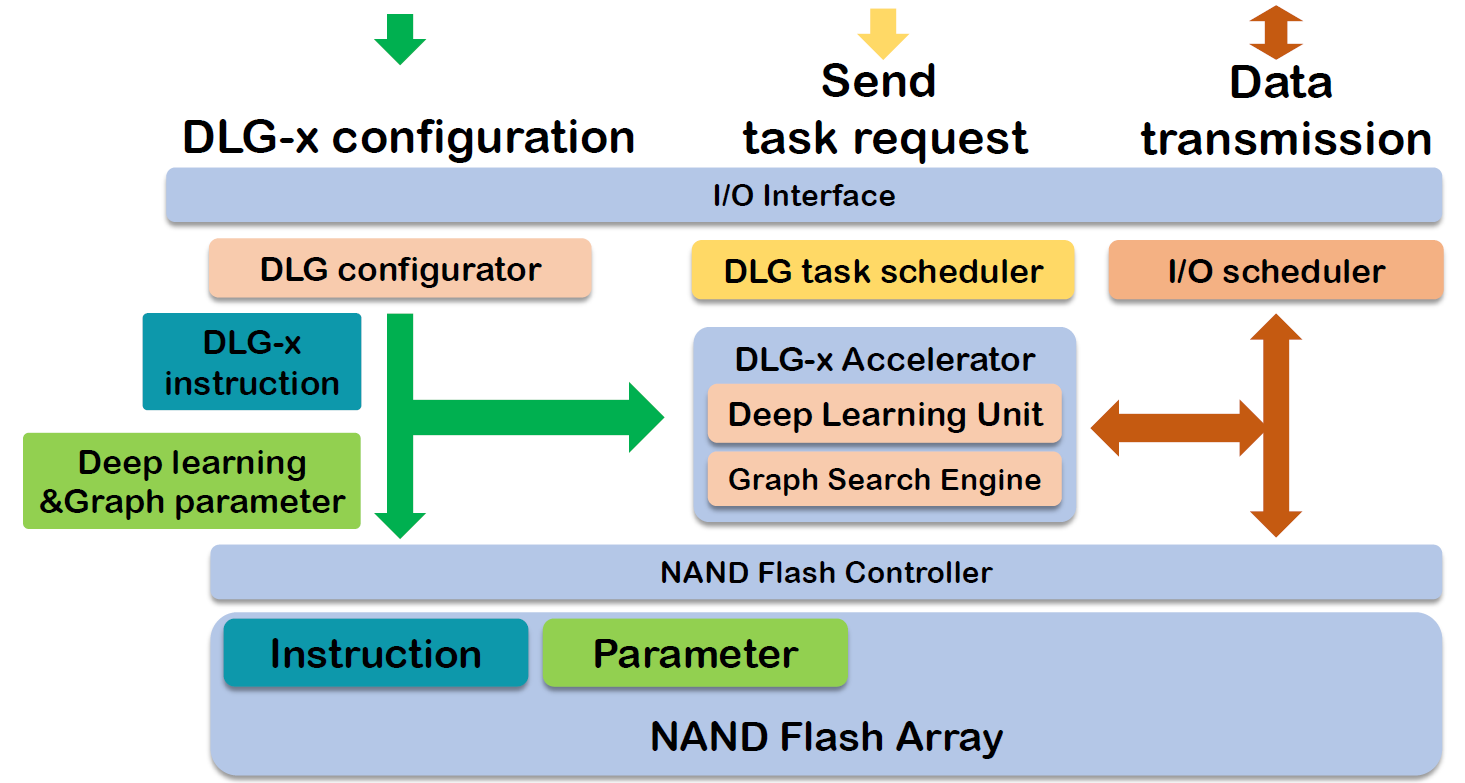 DLG-x configuration
Send
task request
Data
transmission
I/O Interface
DLG configurator
DLG task scheduler
I/O scheduler
DLG-x
instruction
Deep learning
&Graph parameter
DLG-x Accelerator
Deep Learning Unit
Graph Search Engine
NAND Flash Controller
Instruction
Parameter
NAND Flash Array